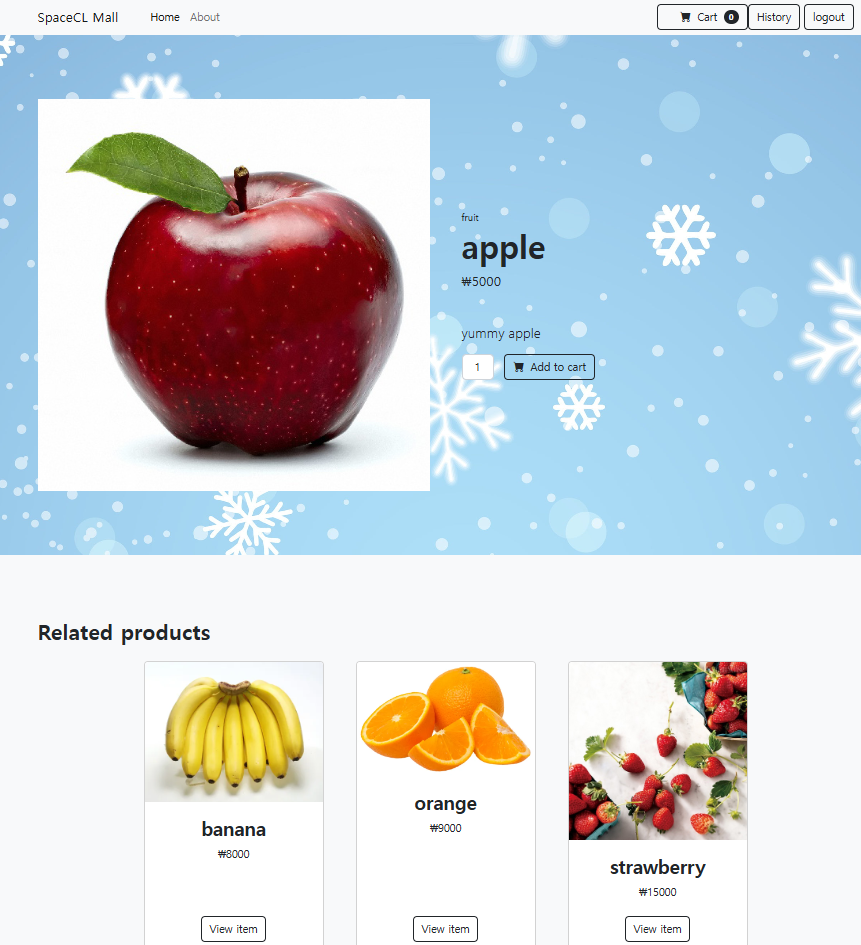 SpaceCL Mall Home About Cart 0 History logout
fruit
apple
₩5000
yummy apple
1 Add to cart
Related products
banana
₩8000
View item
orange
₩9000
View item
strawberry
₩15000
View item